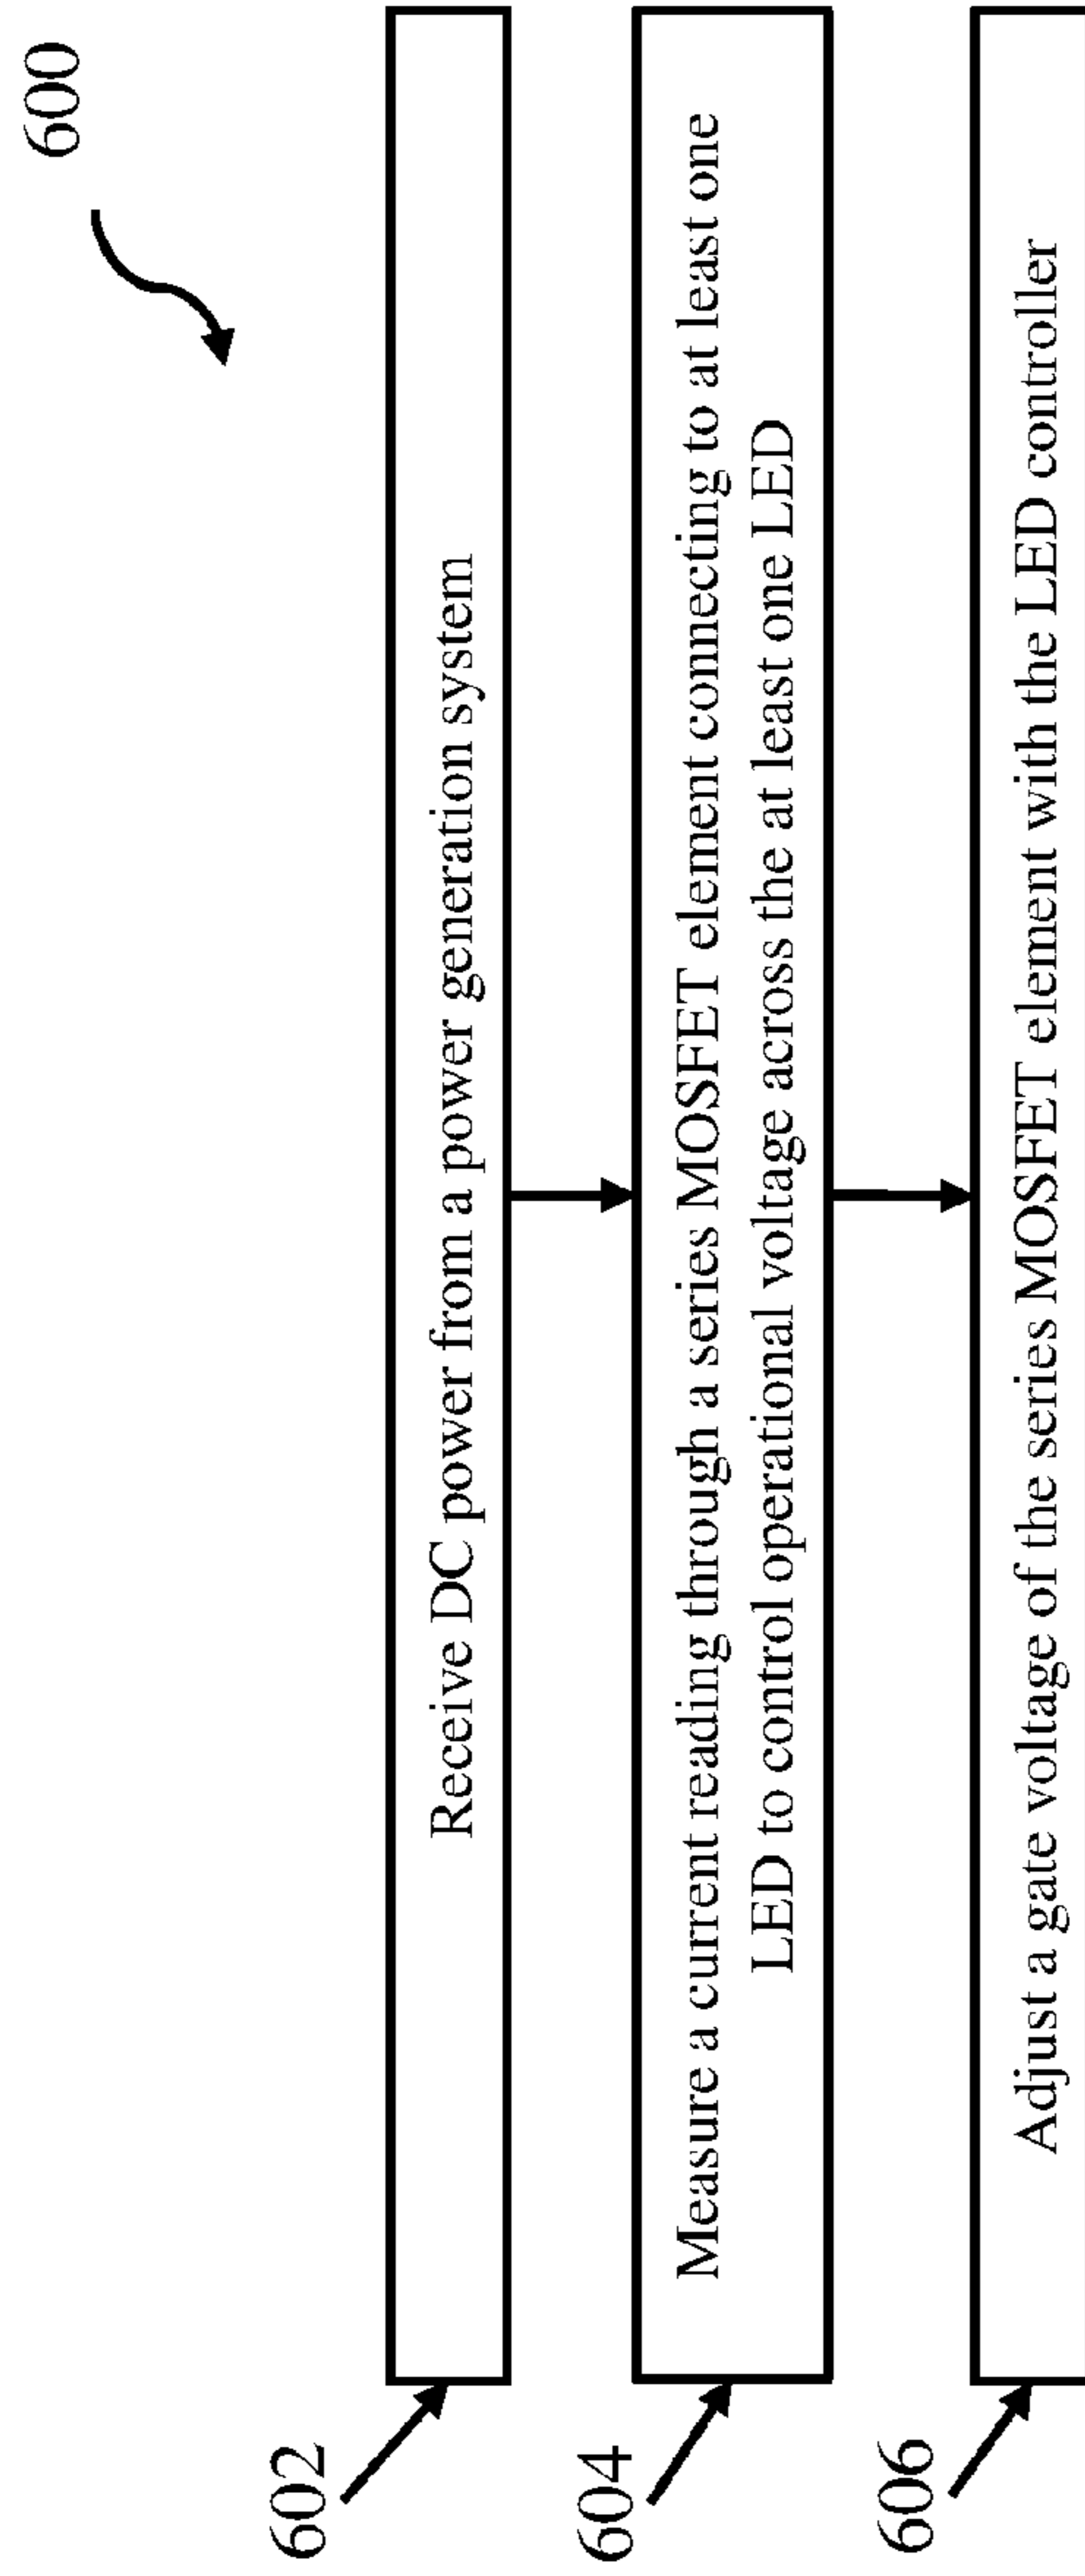 600
602
Receive DC power from a power generation system
604
Measure a current reading through a series MOSFET element connecting to at least one
LED to control operational voltage across the at least one LED
606
Adjust a gate voltage of the series MOSFET element with the LED controller